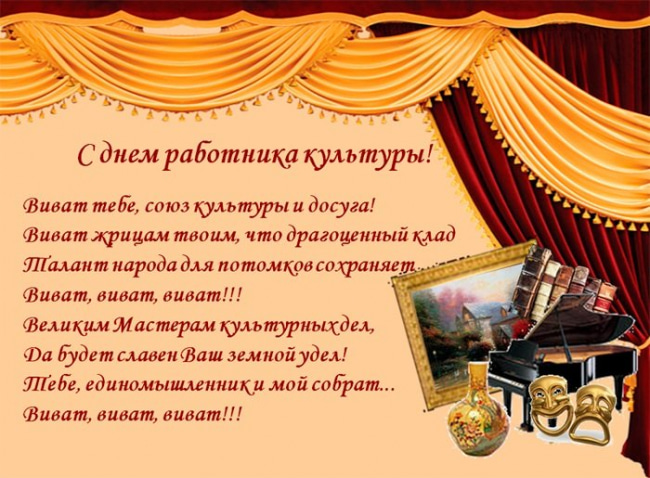 С днем работника культуры!
Виват тебе, союз культуры и досуга!
Виват жрицам твоим, что драгоценный клад
Талант народа для потомков сохраняет...
Виват, виват, виват!!!
Великим Мастерам культурных дел,
Да будет славен Ваш земной удел!
Тебе, единомышленник и мой собрат...
Виват, виват, виват!!!